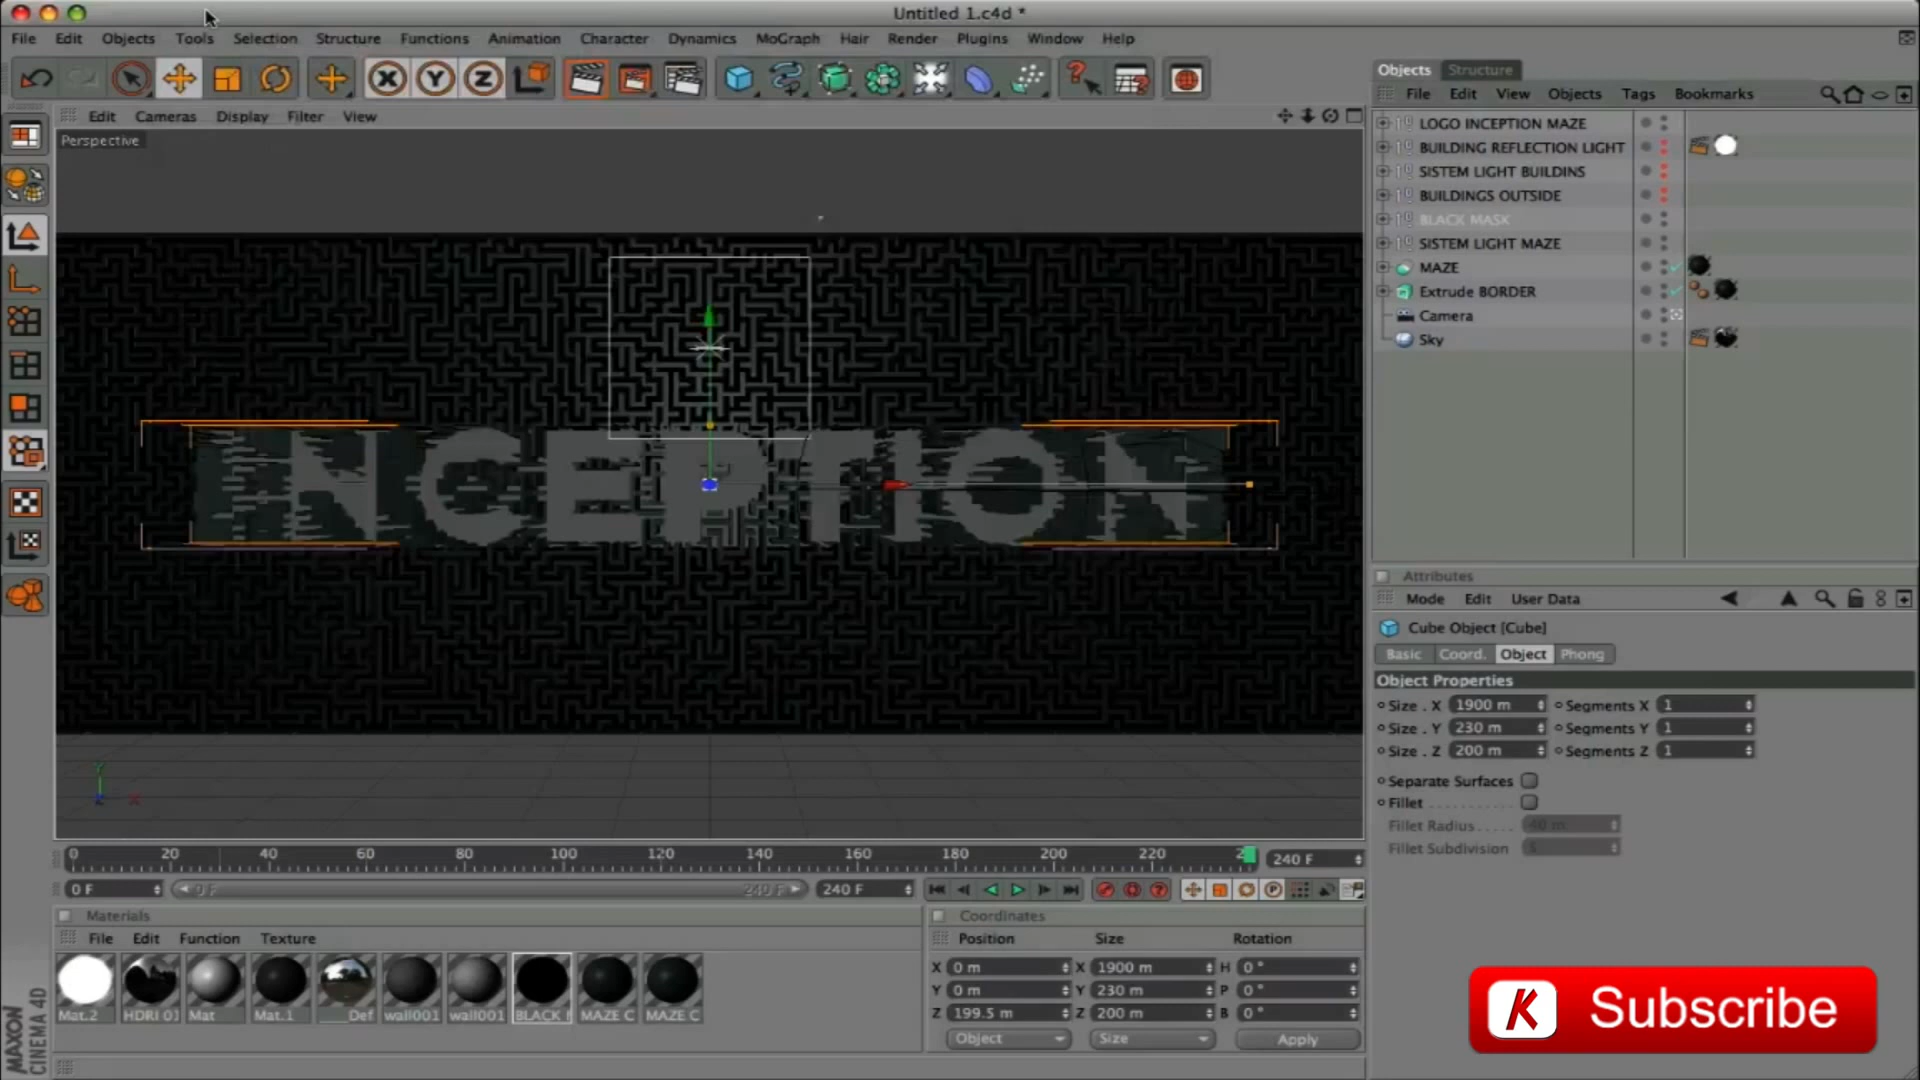 Untitled 1.c4d *
File Edit Objects Tools Selection Structure Functions Animation Character Dynamics MoGraph Hair Render Plugins Window Help
X Y Z
Objects Structure
File Edit View Objects Tags Bookmarks
Edit Cameras Display Filter View
Perspective
LOGO INCEPTION MAZE
BUILDING REFLECTION LIGHT
SISTEM LIGHT BUILDINS
BUILDINGS OUTSIDE
BLACK MASK
SISTEM LIGHT MAZE
MAZE
Extrude BORDER
Camera
Sky
INCEPTION
Attributes
Mode Edit User Data
Cube Object [Cube]
Basic Coord. Object Phong
Object Properties
Size . X 1900 m Segments X 1
Size . Y 230 m Segments Y 1
Size . Z 200 m Segments Z 1
Separate Surfaces
Fillet
Fillet Radius 40 m
Fillet Subdivision 5
Y
Z X
0 20 40 60 80 100 120 140 160 180 200 220 240 F
0 F 0 F 240 F 240 F
Materials
File Edit Function Texture
Mat.2 HDRI 01 Mat Mat.1 ___Def wall001 wall001 BLACK MAZE C MAZE C
Coordinates
Position Size Rotation
X 0 m X 1900 m H 0 °
Y 0 m Y 230 m P 0 °
Z 199.5 m Z 200 m B 0 °
Object Size Apply
MAXON
CINEMA 4D
K Subscribe